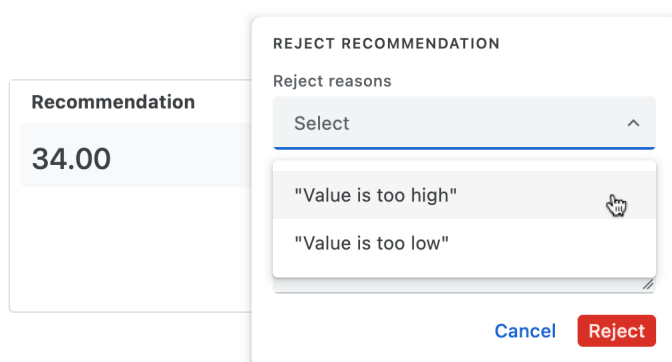 REJECT RECOMMENDATION
Reject reasons
Recommendation
Select
34.00
"Value is too high"
"Value is too low"
Cancel Reject